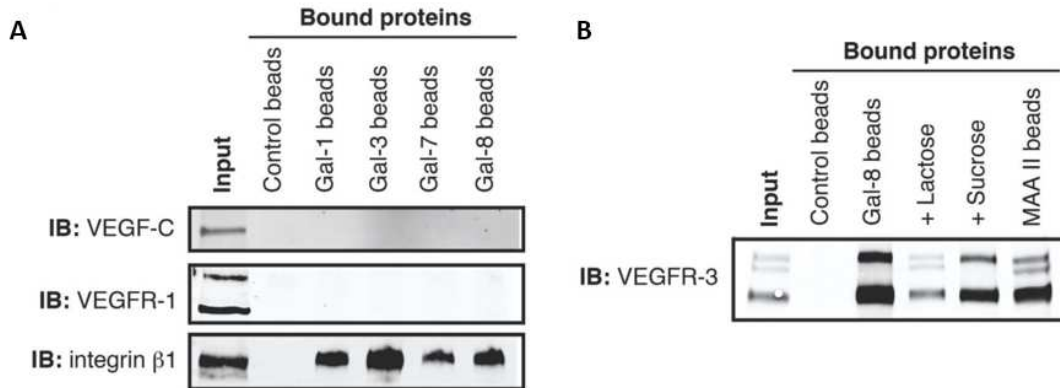 A
Bound proteins
Input
Control beads
Gal-1 beads
Gal-3 beads
Gal-7 beads
Gal-8 beads
IB: VEGF-C
IB: VEGFR-1
IB: integrin β1
B
Bound proteins
Input
Control beads
Gal-8 beads
+ Lactose
+ Sucrose
MAA II beads
IB: VEGFR-3